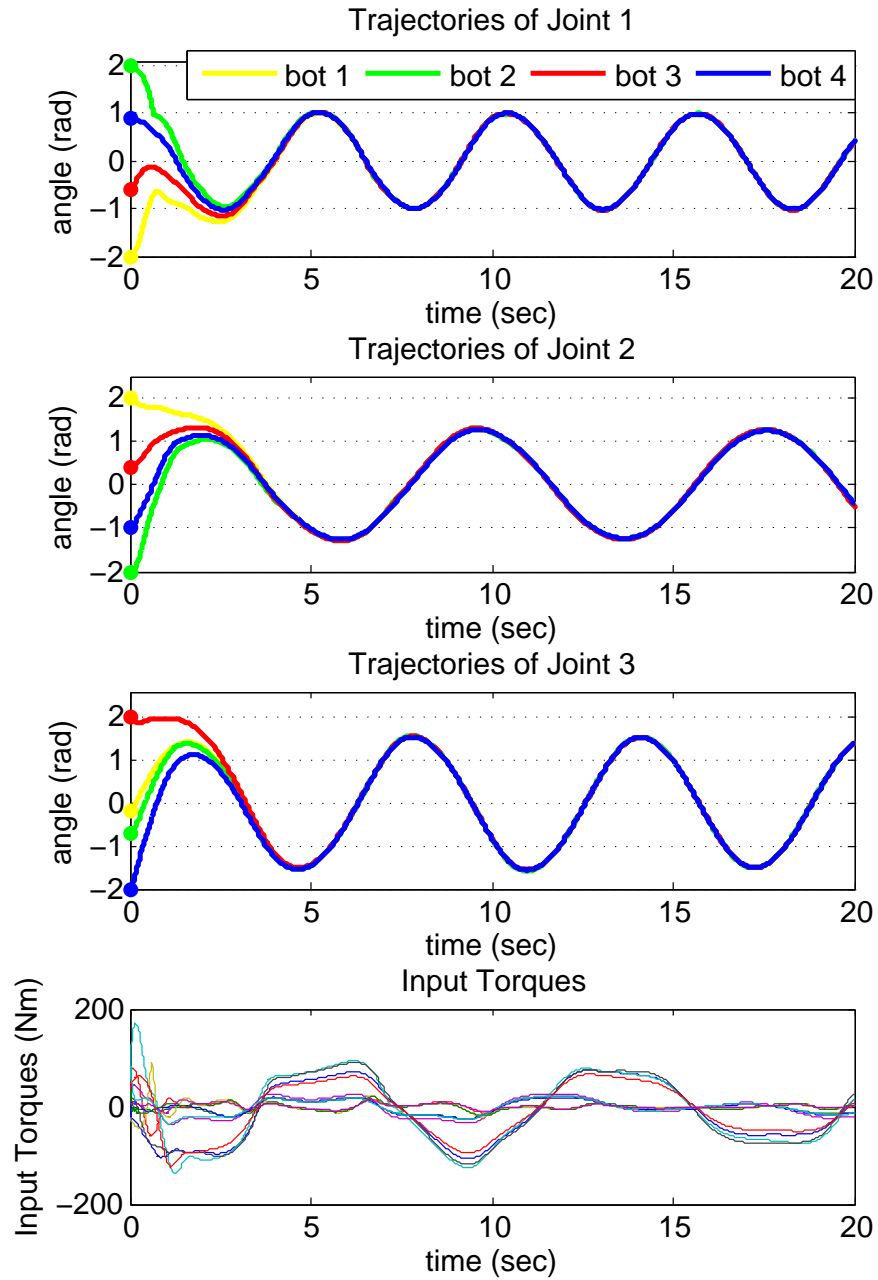 Trajectories of Joint 1
bot 1 bot 2 bot 3 bot 4
angle (rad)
2
1
0
−1
−2
0 5 10 15 20
time (sec)
Trajectories of Joint 2
angle (rad)
2
1
0
−1
−2
0 5 10 15 20
time (sec)
Trajectories of Joint 3
angle (rad)
2
1
0
−1
−2
0 5 10 15 20
time (sec)
Input Torques
Input Torques (Nm)
200
0
−200
0 5 10 15 20
time (sec)